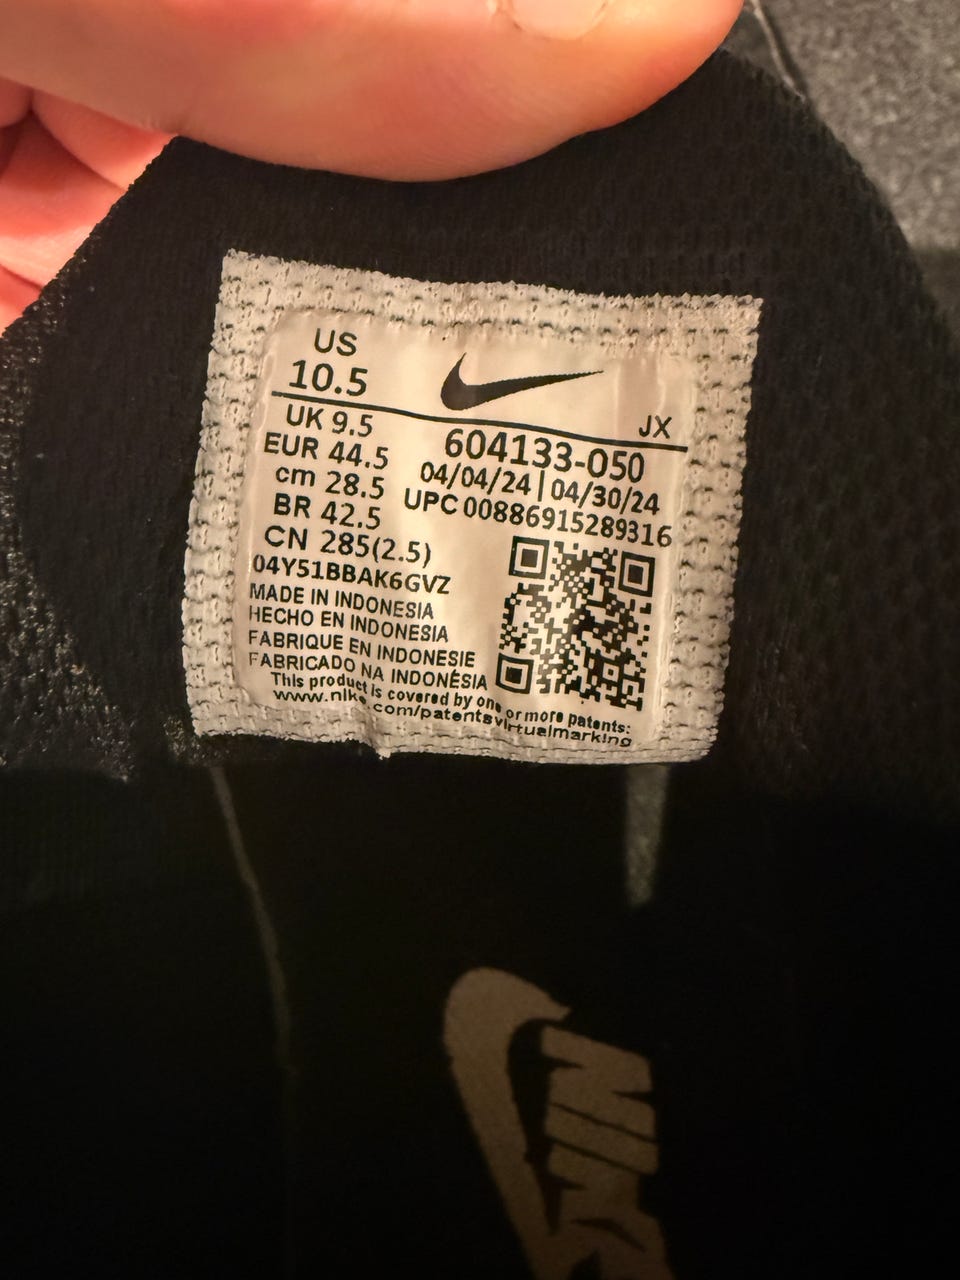 US
10.5
UK 9.5
EUR 44.5
cm 28.5
BR 42.5
CN 285(2.5)
04Y51BBAK6GVZ
MADE IN INDONESIA
HECHO EN INDONESIA
FABRIQUE EN INDONESIE
FABRICADO NA INDONÉSIA
JX
604133-050
04/04/24 | 04/30/24
UPC 00886915289316
This product is covered by one or more patents:
www.nike.com/patentsvirtualmarking